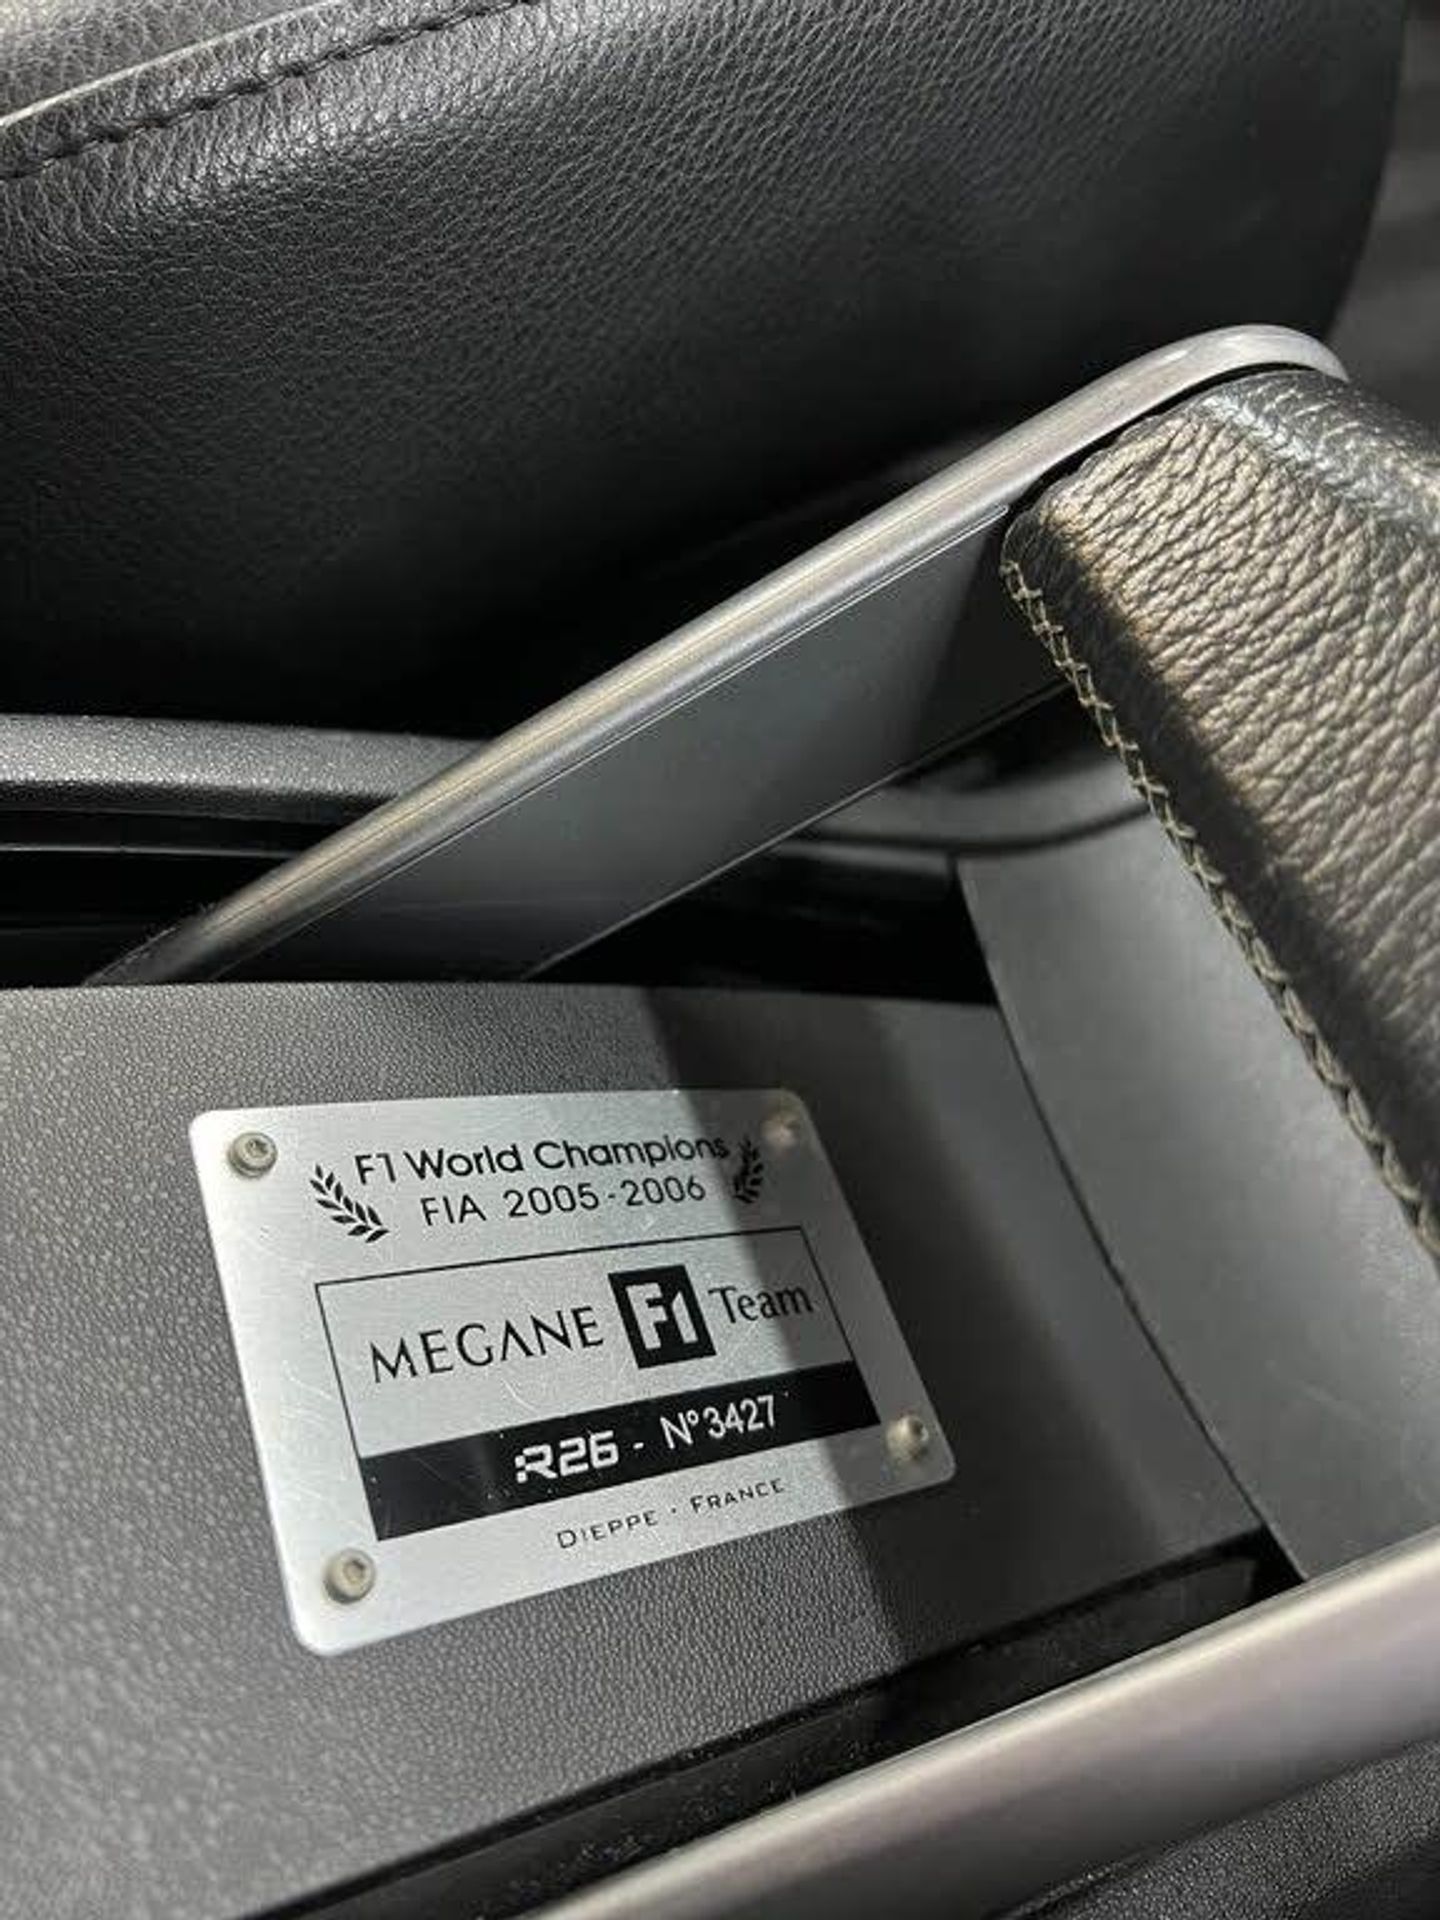 F1 World Champions
FIA 2005-2006
MEGANE F1 Team
R26 - N°3427
DIEPPE · FRANCE